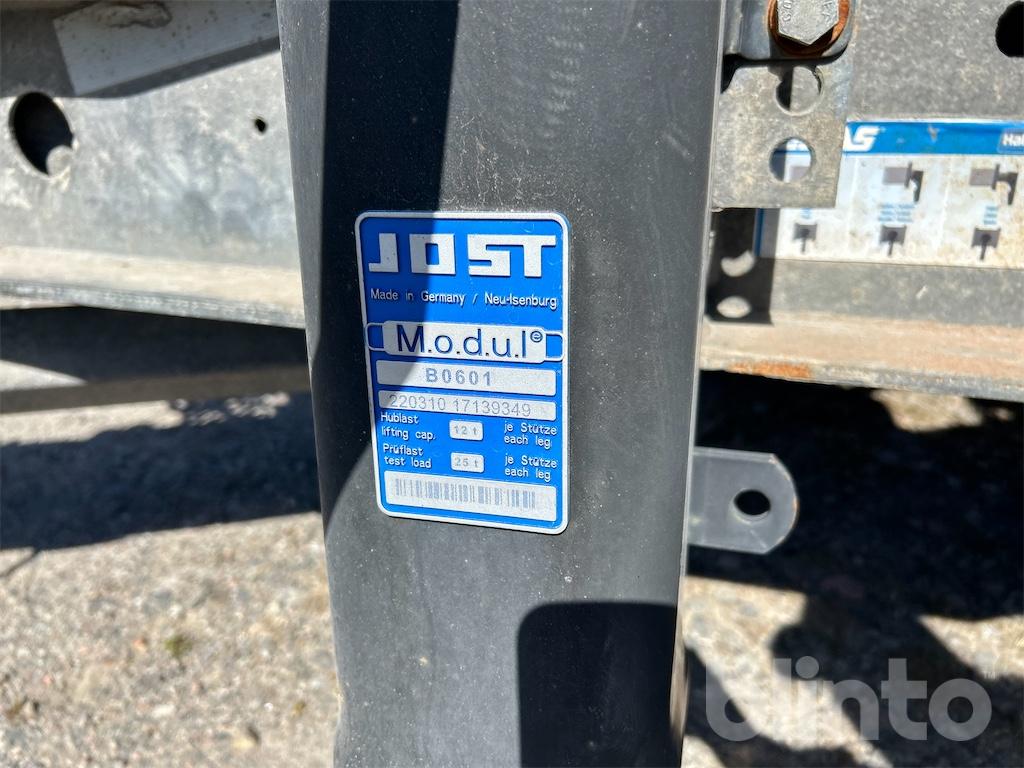 JOST
Made in Germany / Neu-Isenburg
M.o.d.u.l
B0601
220310 17139349
Hublast
lifting cap.
12 t
je Stütze
each leg
Prüflast
test load
25 t
je Stütze
each leg
blinto